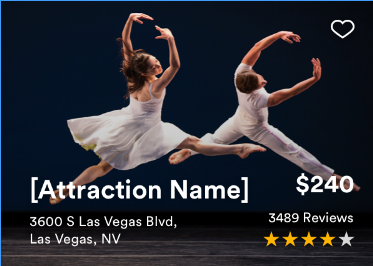 [Attraction Name]
$240
3600 S Las Vegas Blvd,
Las Vegas, NV
3489 Reviews